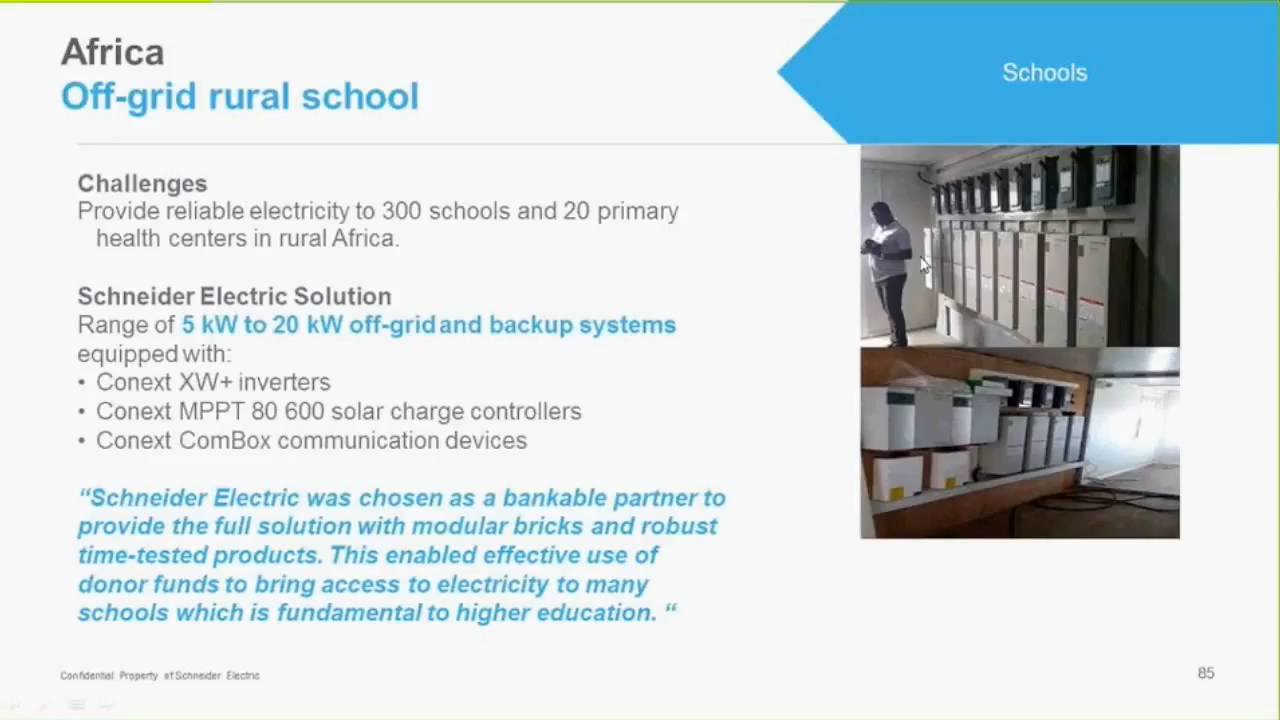 Africa
Off-grid rural school
Schools
Challenges
Provide reliable electricity to 300 schools and 20 primary
health centers in rural Africa.
Schneider Electric Solution
Range of 5 kW to 20 kW off-grid and backup systems
equipped with:
• Conext XW+ inverters
• Conext MPPT 80 600 solar charge controllers
• Conext ComBox communication devices
“Schneider Electric was chosen as a bankable partner to
provide the full solution with modular bricks and robust
time-tested products. This enabled effective use of
donor funds to bring access to electricity to many
schools which is fundamental to higher education. “
Confidential Property of Schneider Electric
85